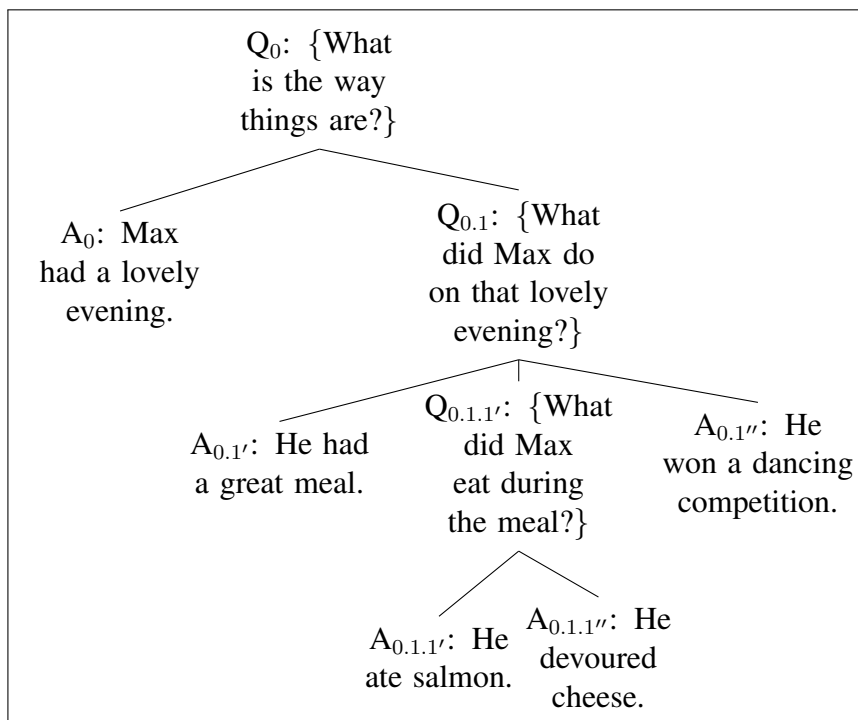 Q₀: {What
is the way
things are?}
A₀: Max
had a lovely
evening.
Q₀.₁: {What
did Max do
on that lovely
evening?}
A₀.₁′: He had
a great meal.
Q₀.₁.₁′: {What
did Max
eat during
the meal?}
A₀.₁″: He
won a dancing
competition.
A₀.₁.₁′: He
ate salmon.
A₀.₁.₁″: He
devoured
cheese.